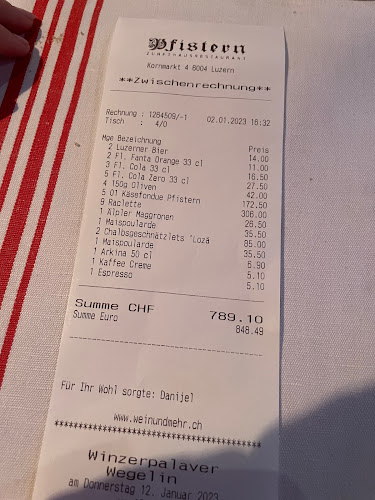 Pfistern
ZUNFTHAUSRESTAURANT
Kornmarkt 4 6004 Luzern
**Zwischenrechnung**
Rechnung : 1264509/-1 02.01.2023 16:32
Tisch : 4/0
Mge Bezeichnung Preis
2 Luzerner Bier 14.00
2 Fl. Fanta Orange 33 cl 11.00
3 Fl. Cola 33 cl 16.50
5 Fl. Cola Zero 33 cl 27.50
4 150g Oliven 42.00
5 01 Käsefondue Pfistern 172.50
9 Raclette 306.00
1 Älpler Maggronen 26.50
1 Maispoularde 35.50
2 Chalbsgeschnätzlets 'Lozä 85.00
1 Maispoularde 35.50
1 Arkina 50 cl 6.90
1 Kaffee Creme 5.10
1 Espresso 5.10
Summe CHF 789.10
Summe Euro 848.49
Für Ihr Wohl sorgte: Danijel
www.weinundmehr.ch
****************************************
Winzerpalaver
Wegelin
am Donnerstag 12. Januar 2023